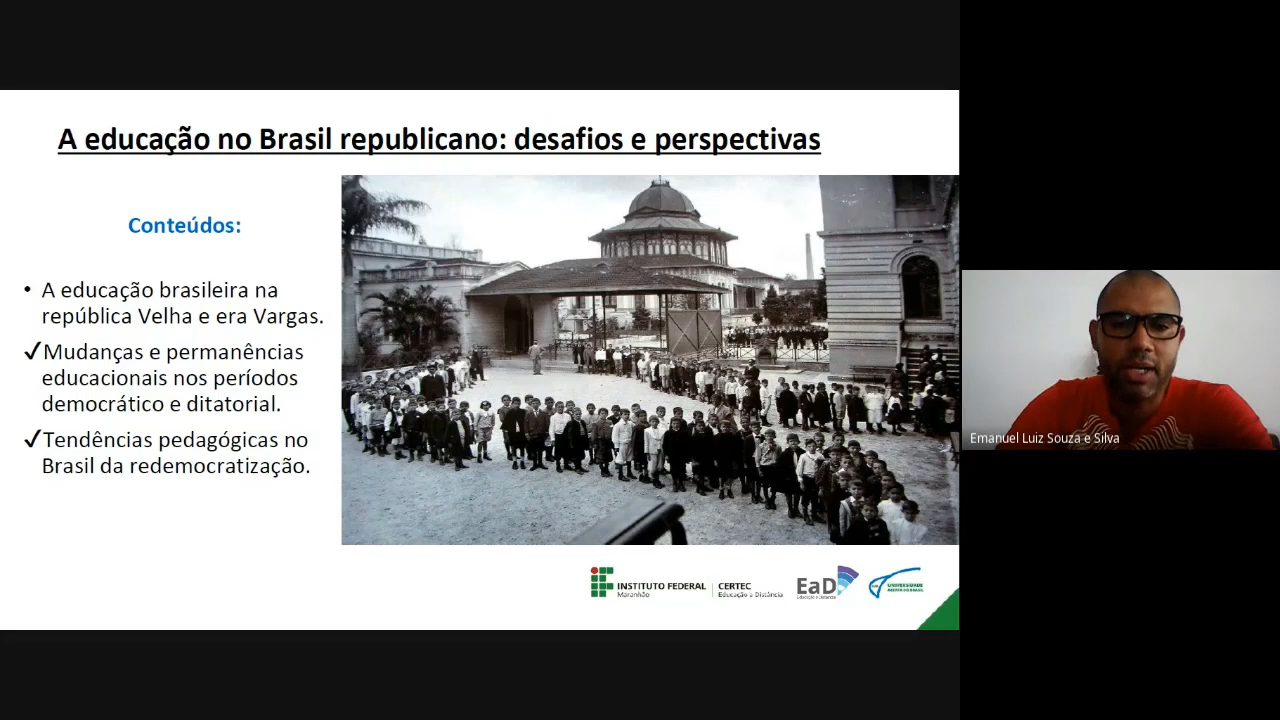 A educação no Brasil republicano: desafios e perspectivas
Conteúdos:
• A educação brasileira na
república Velha e era Vargas.
✓Mudanças e permanências
educacionais nos períodos
democrático e ditatorial.
✓Tendências pedagógicas no
Brasil da redemocratização.
INSTITUTO FEDERAL
Maranhão
CERTEC
Educação a Distância
EaD
Educação a Distância
UNIVERSIDADE
ABERTA DO BRASIL
Emanuel Luiz Souza e Silva